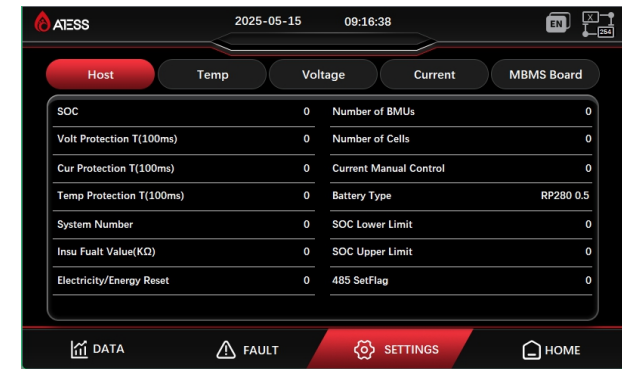 ATESS 2025-05-15 09:16:38 EN X 254
Host Temp Voltage Current MBMS Board
SOC 0 Number of BMUs 0
Volt Protection T(100ms) 0 Number of Cells 0
Cur Protection T(100ms) 0 Current Manual Control 0
Temp Protection T(100ms) 0 Battery Type RP280 0.5
System Number 0 SOC Lower Limit 0
Insu Fualt Value(KΩ) 0 SOC Upper Limit 0
Electricity/Energy Reset 0 485 SetFlag 0
DATA FAULT SETTINGS HOME